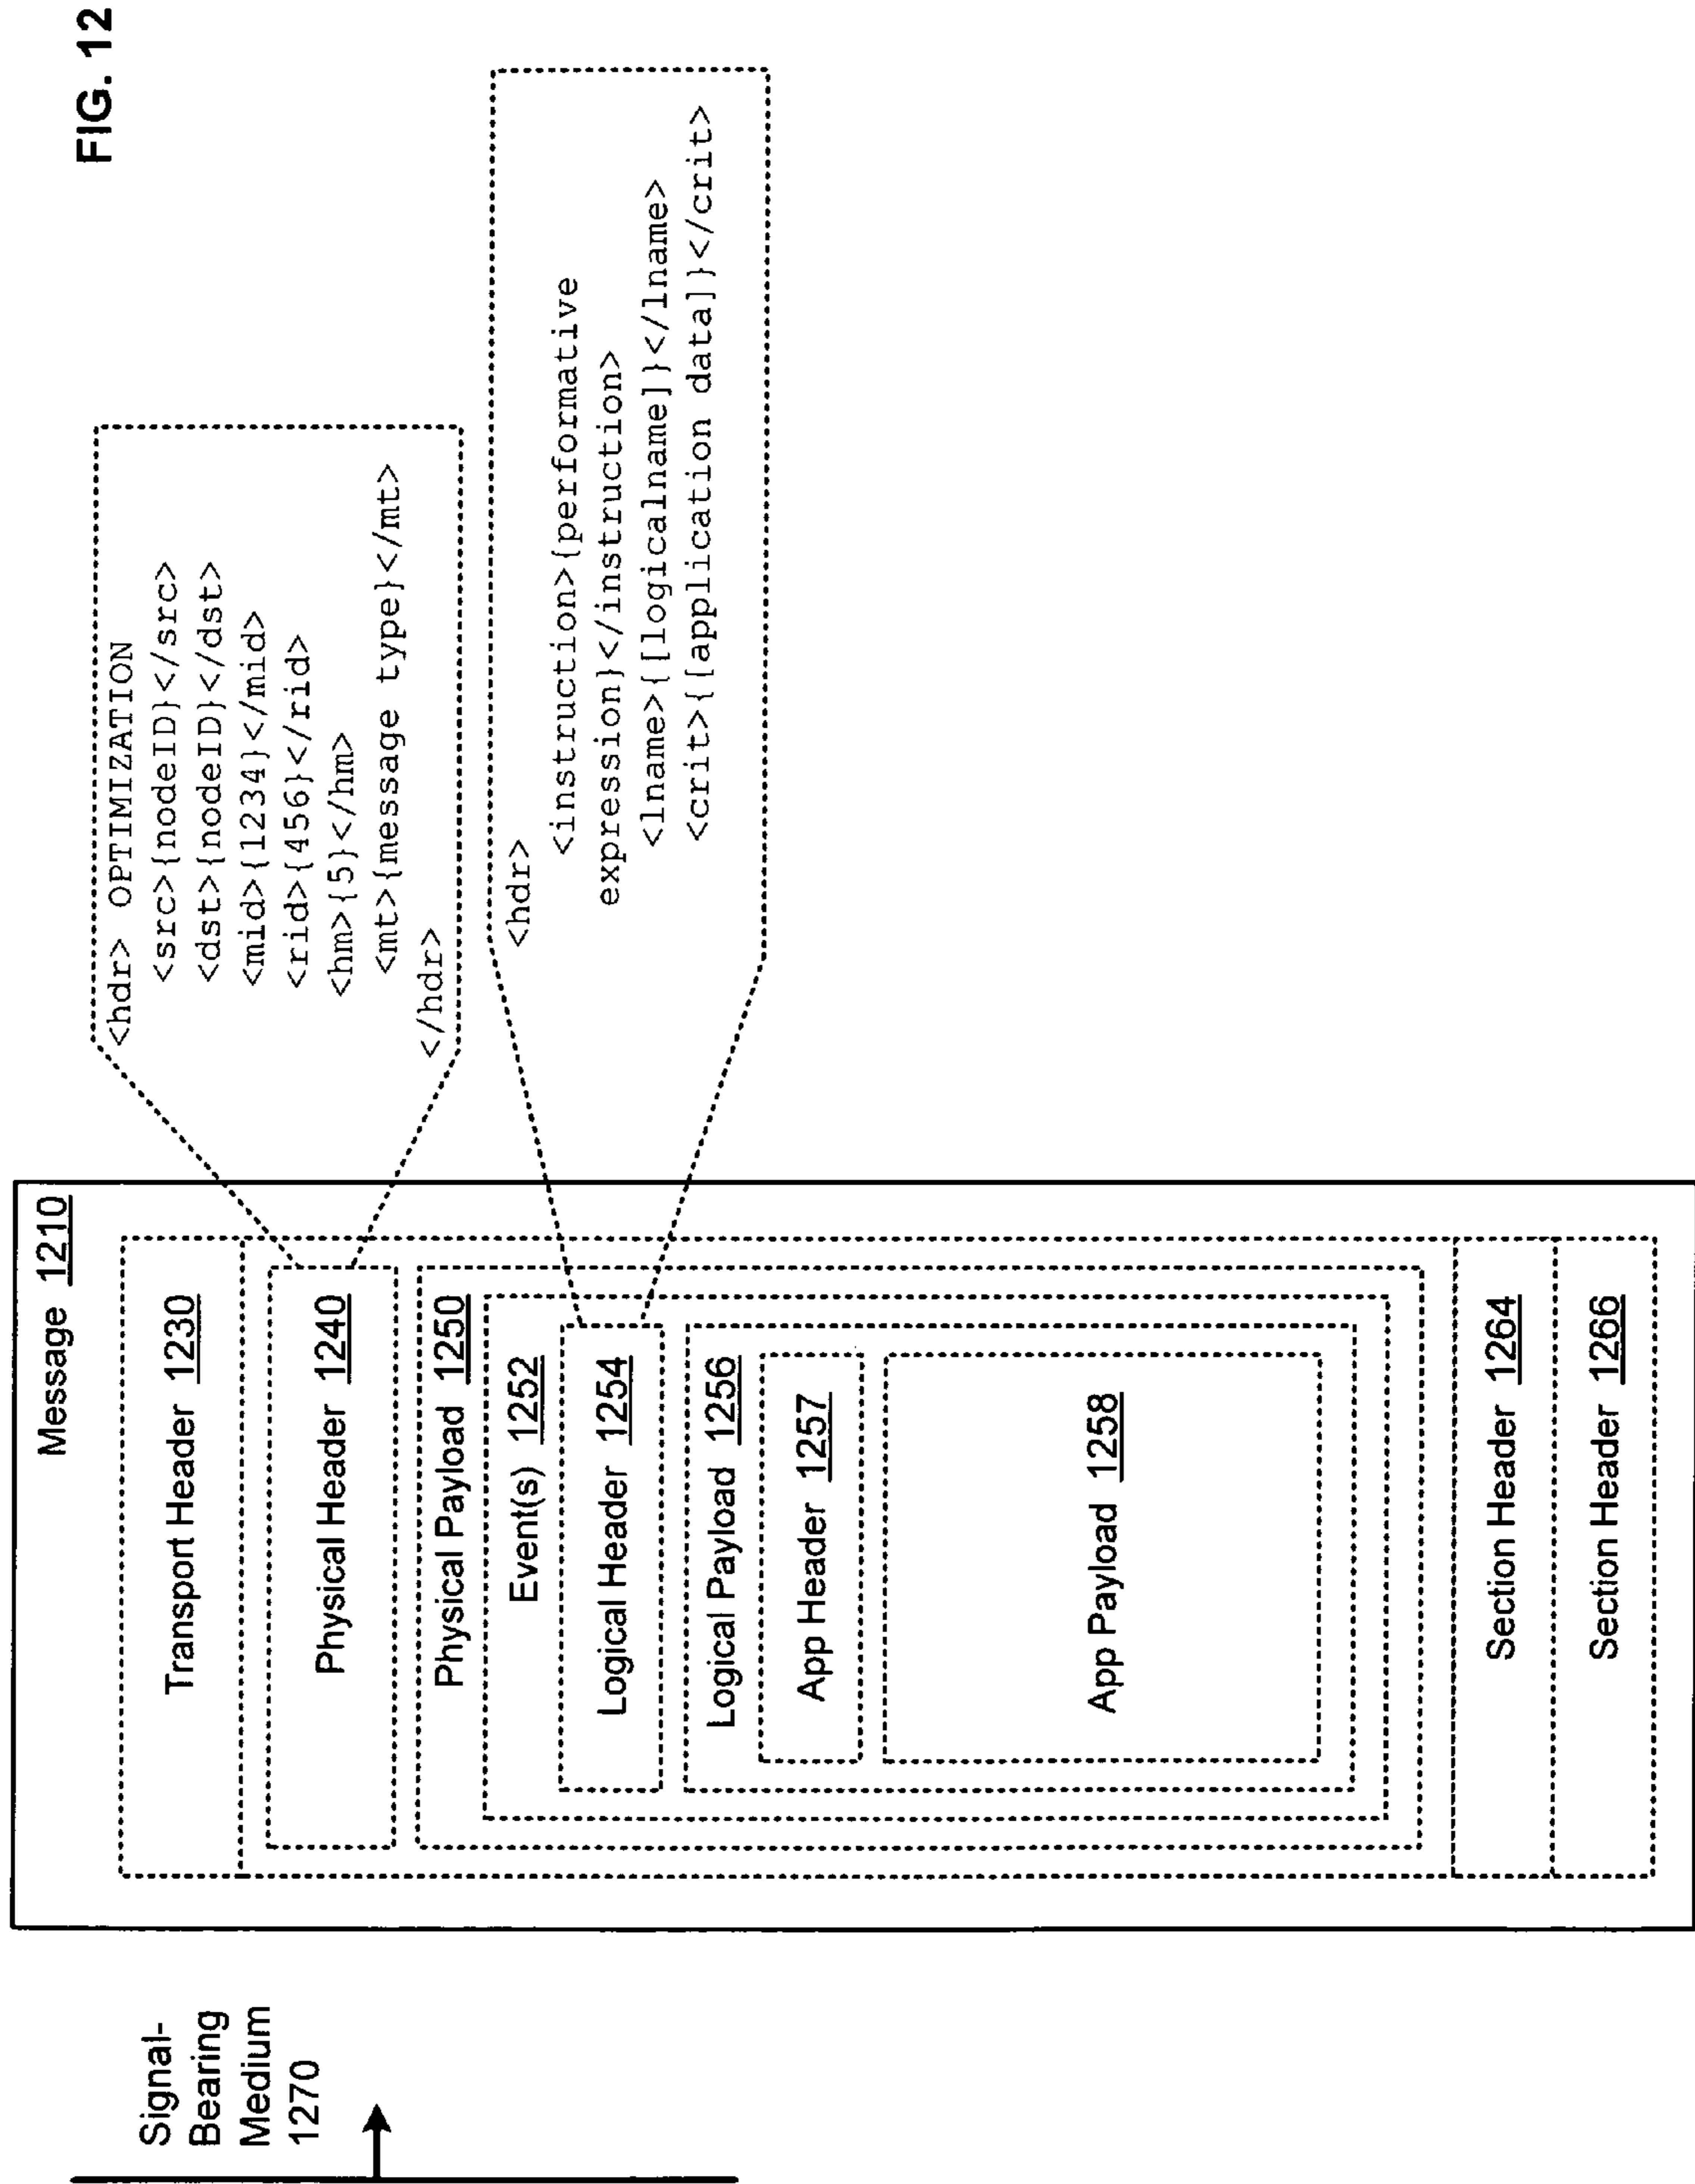 FIG. 12
Signal-
Bearing
Medium
1270
Message 1210
Transport Header 1230
Physical Header 1240
Physical Payload 1250
Event(s) 1252
Logical Header 1254
Logical Payload 1256
App Header 1257
App Payload 1258
Section Header 1264
Section Header 1266
<hdr> OPTIMIZATION
<src>{nodeID}</src>
<dst>{nodeID}</dst>
<mid>{1234}</mid>
<rid>{456}</rid>
<hm>{5}</hm>
<mt>{message type}</mt>
</hdr>
<hdr>
<instruction>{performative
expression}</instruction>
<lname>{[logicalname]}</lname>
<crit>{[application data]}</crit>